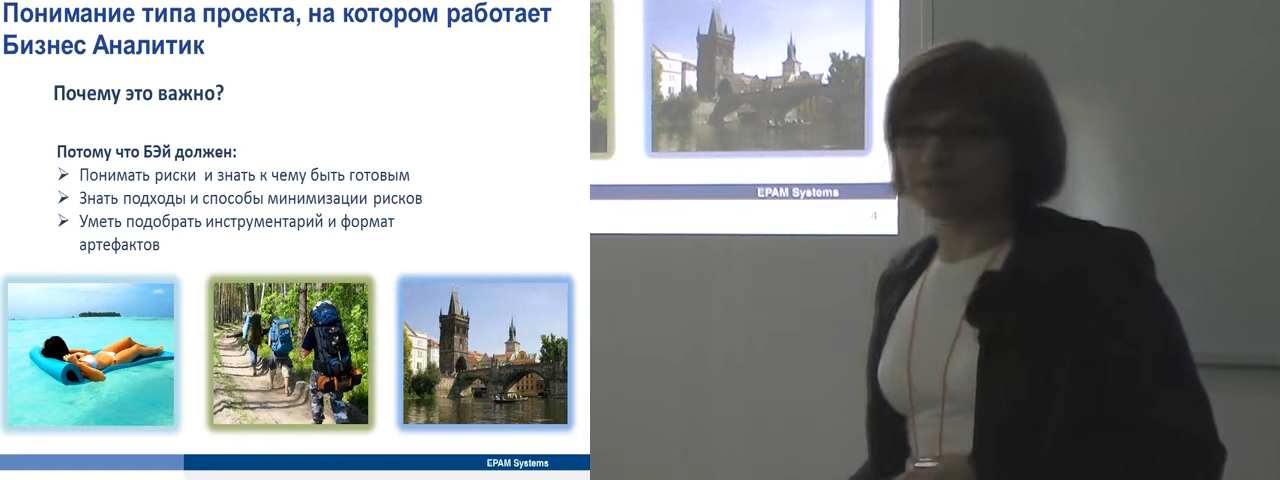 Понимание типа проекта, на котором работает
Бизнес Аналитик
Почему это важно?
Потому что БЭй должен:
Понимать риски и знать к чему быть готовым
Знать подходы и способы минимизации рисков
Уметь подобрать инструментарий и формат
артефактов
EPAM Systems
EPAM Systems
4